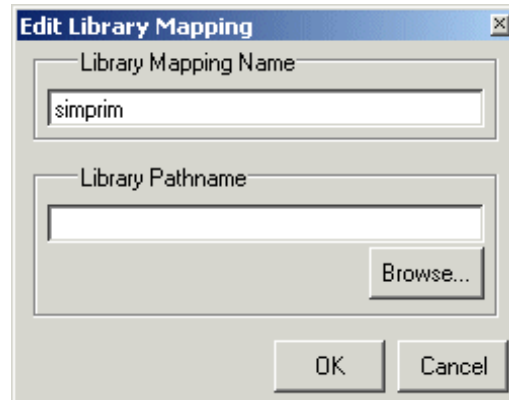 Edit Library Mapping
Library Mapping Name
simprim
Library Pathname
Browse...
OK
Cancel